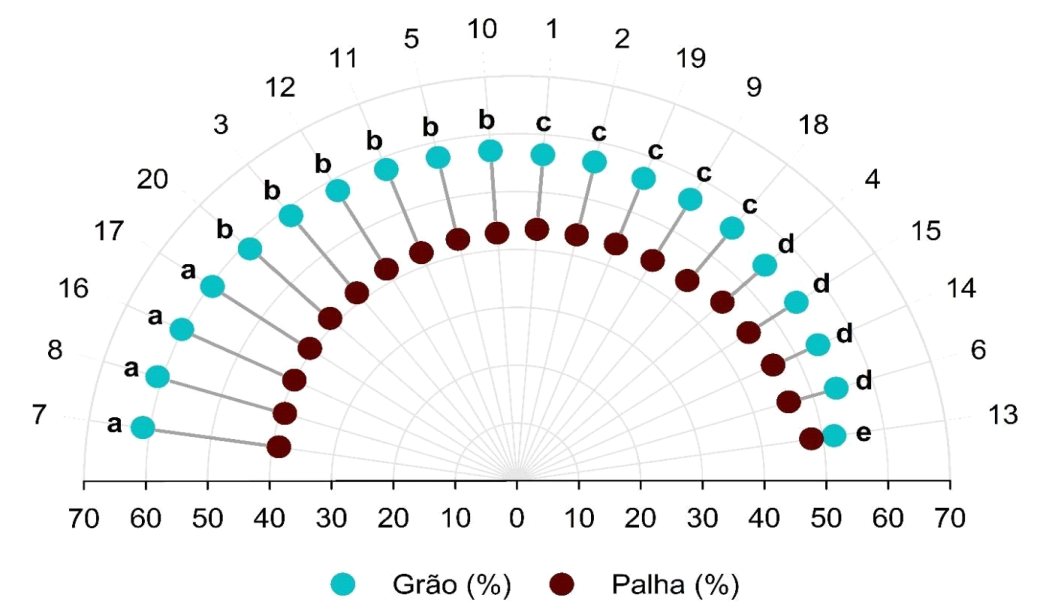 10 1
5 2
11 19
12 9
3 18
20 4
17 15
16 14
8 6
7 13
b b b c c
b c
b c
b c
b d
a d
a d
a d
a e
70 60 50 40 30 20 10 0 10 20 30 40 50 60 70
Grão (%) Palha (%)